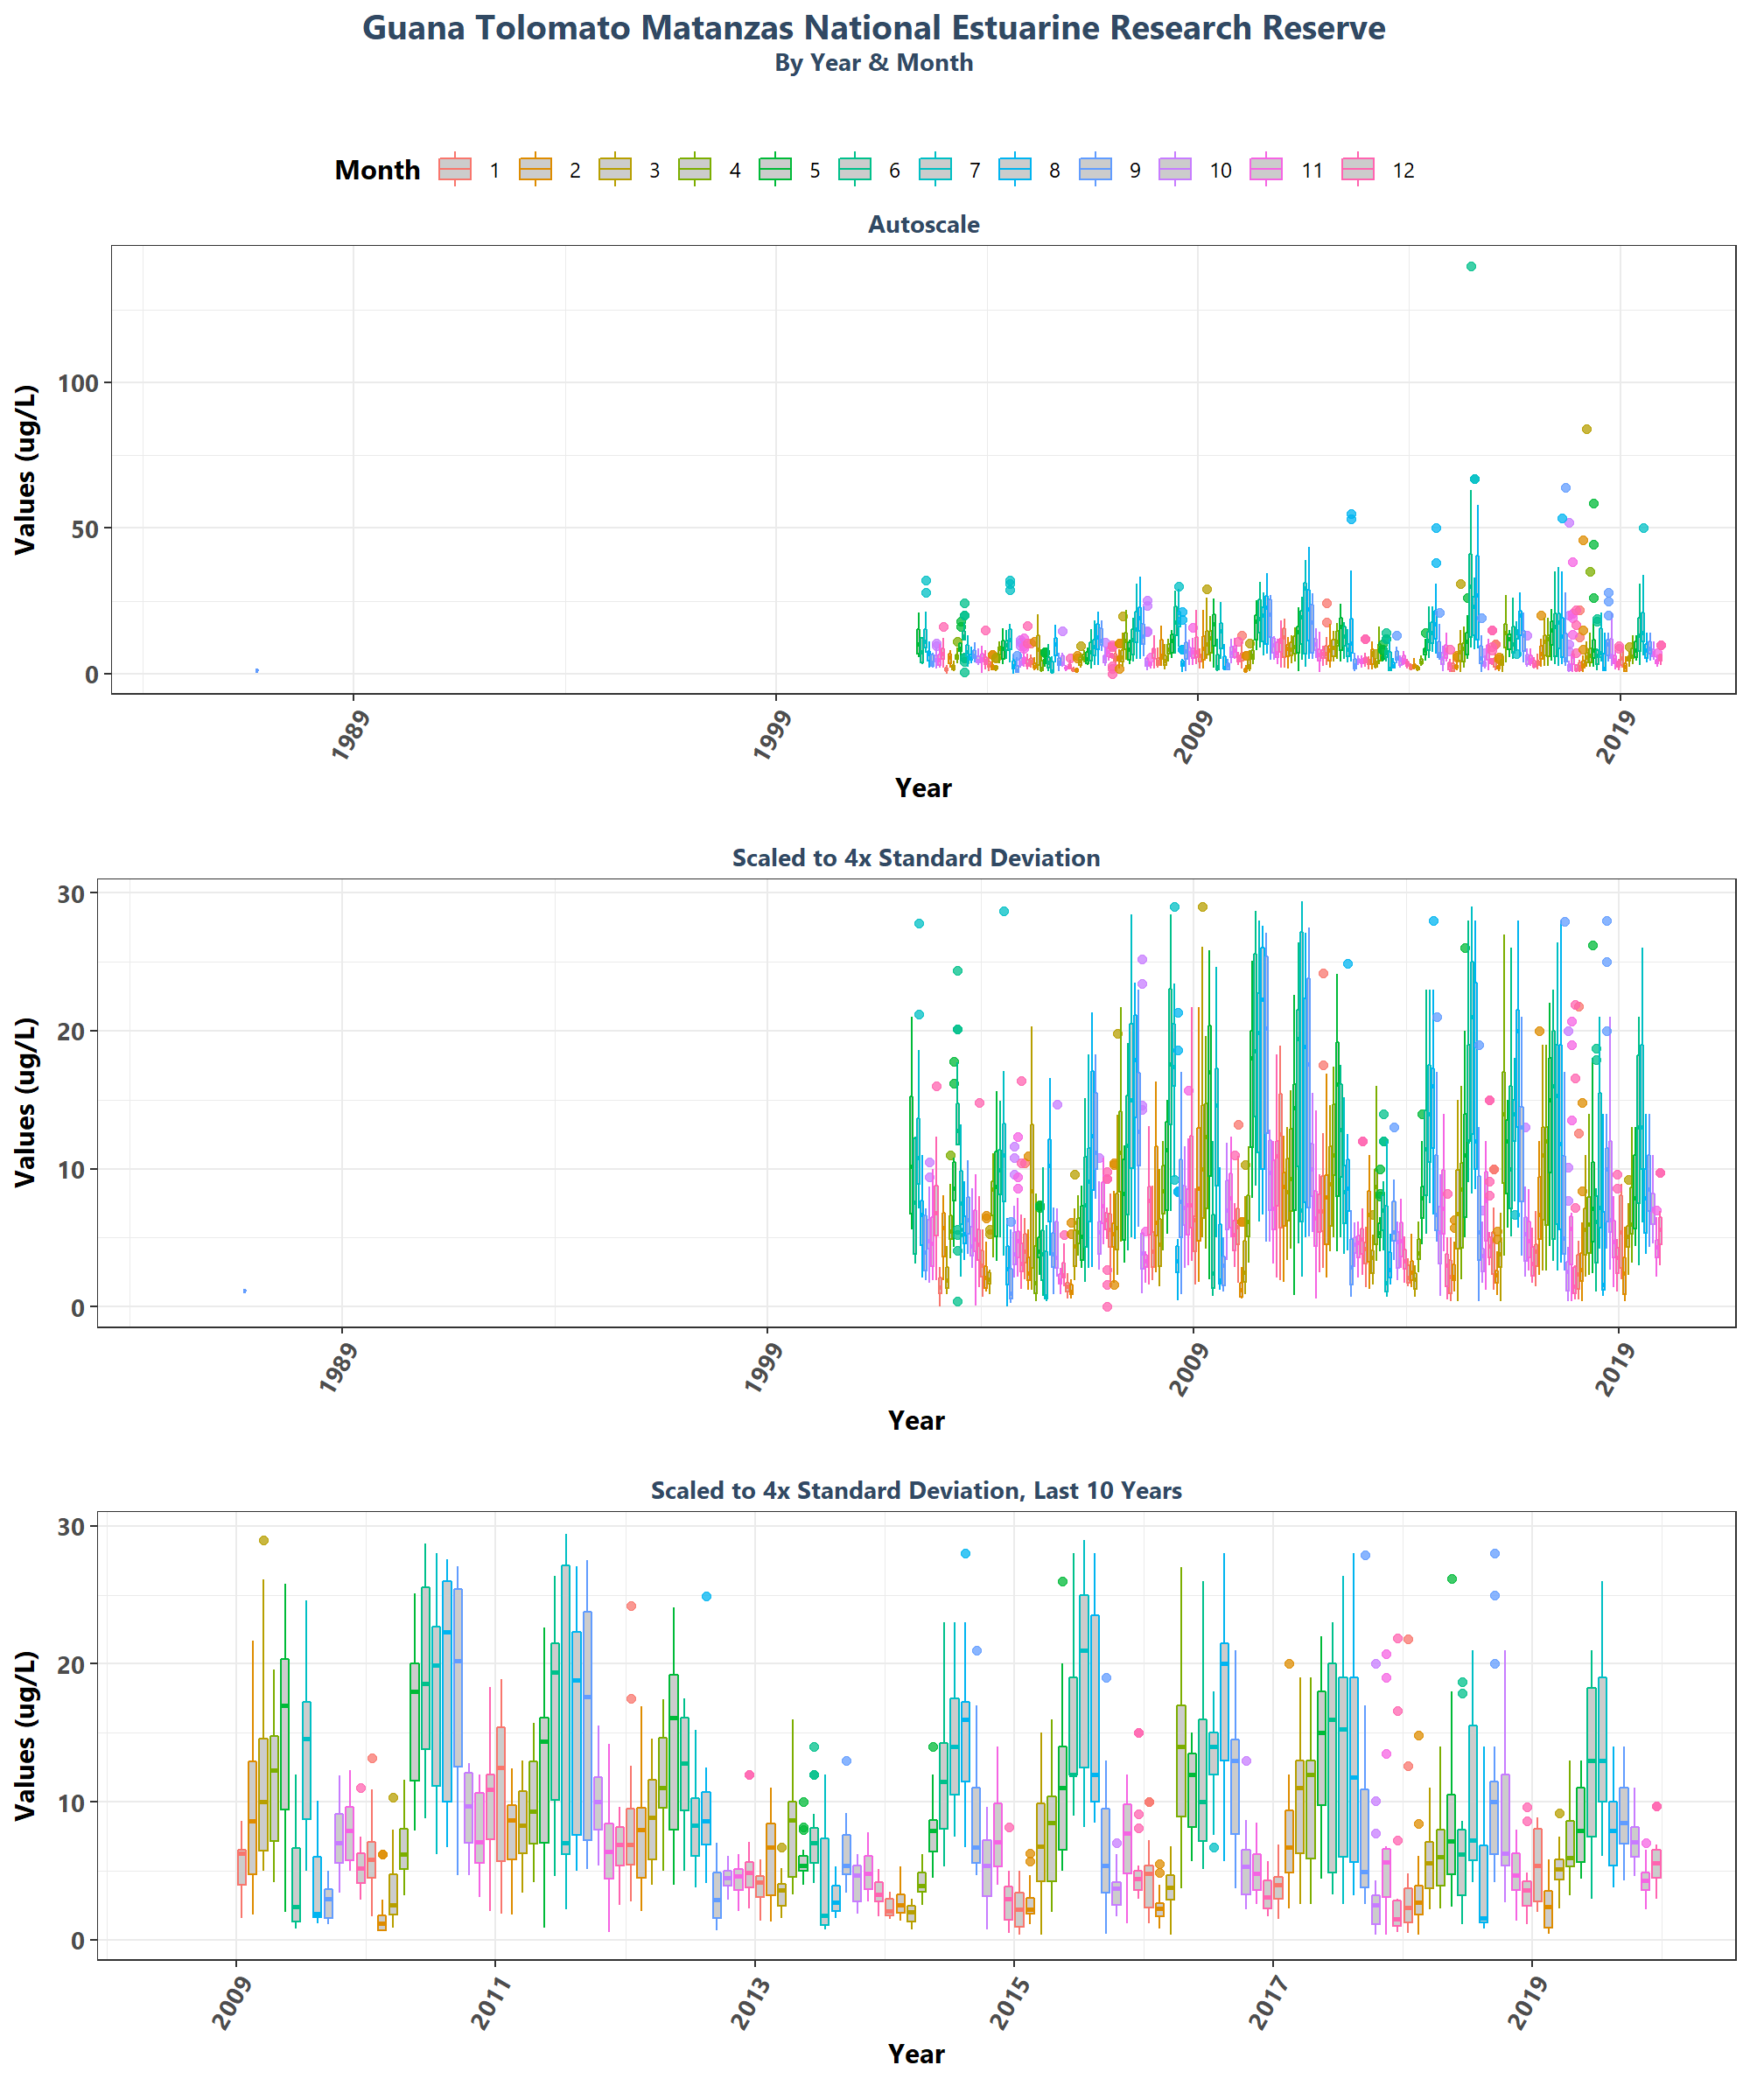 Guana Tolomato Matanzas National Estuarine Research Reserve
By Year & Month
Month 1 2 3 4 5 6 7 8 9 10 11 12
Autoscale
Values (ug/L)
100
50
0
1989 1999 2009 2019
Year
Scaled to 4x Standard Deviation
Values (ug/L)
30
20
10
0
1989 1999 2009 2019
Year
Scaled to 4x Standard Deviation, Last 10 Years
Values (ug/L)
30
20
10
0
2009 2011 2013 2015 2017 2019
Year